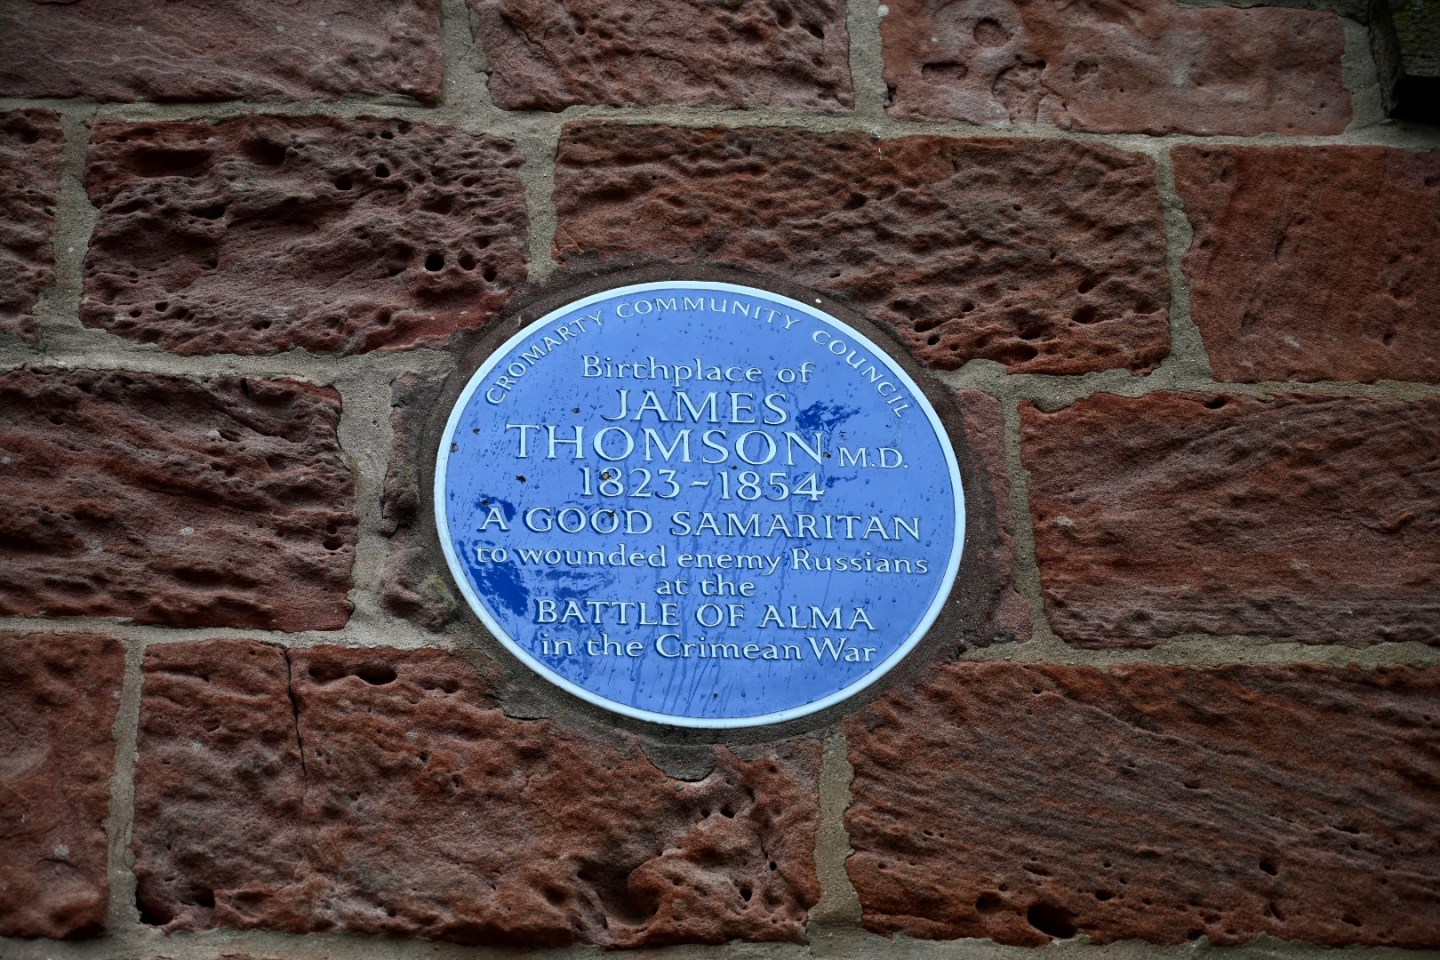 CROMARTY COMMUNITY COUNCIL
Birthplace of
JAMES
THOMSON M.D.
1823-1854
A GOOD SAMARITAN
to wounded enemy Russians
at the
BATTLE OF ALMA
in the Crimean War